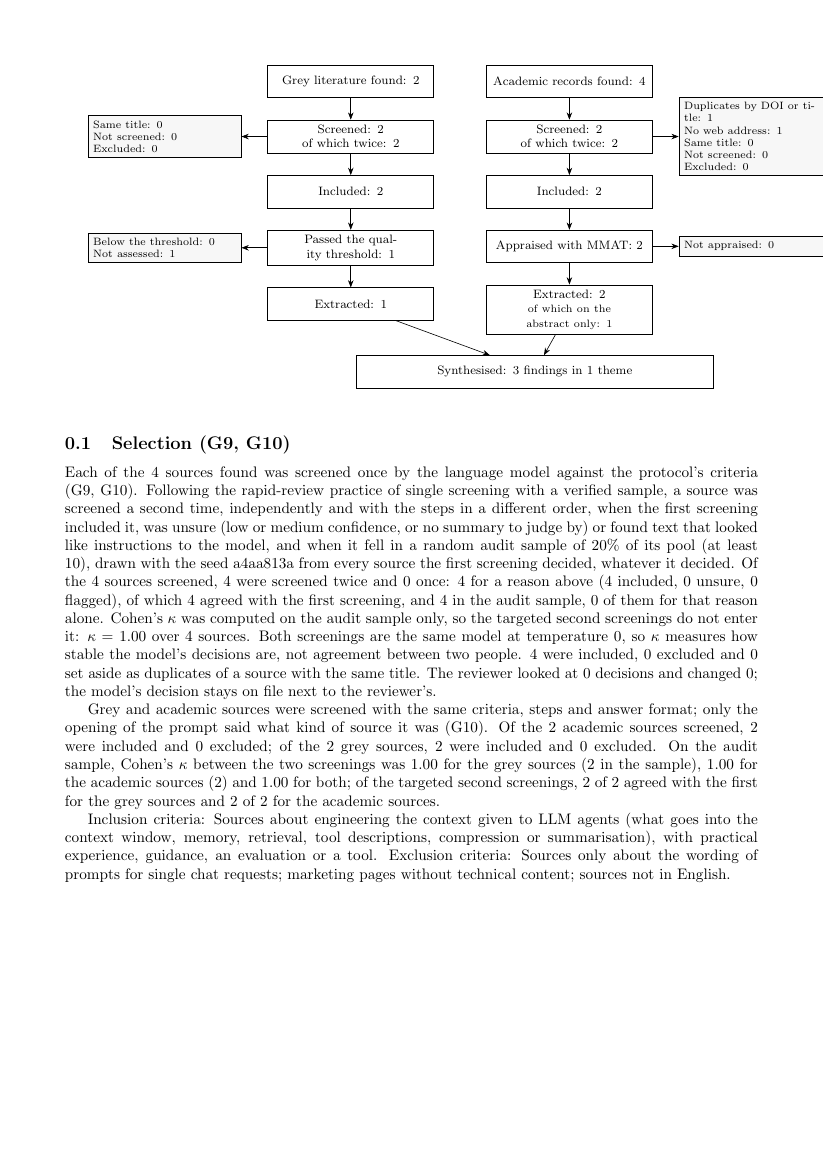 Grey literature found: 2
Academic records found: 4
Same title: 0
Not screened: 0
Excluded: 0
Screened: 2
of which twice: 2
Screened: 2
of which twice: 2
Duplicates by DOI or ti-
tle: 1
No web address: 1
Same title: 0
Not screened: 0
Excluded: 0
Included: 2
Included: 2
Below the threshold: 0
Not assessed: 1
Passed the qual-
ity threshold: 1
Appraised with MMAT: 2
Not appraised: 0
Extracted: 1
Extracted: 2
of which on the
abstract only: 1
Synthesised: 3 findings in 1 theme
0.1 Selection (G9, G10)
Each of the 4 sources found was screened once by the language model against the protocol's criteria
(G9, G10). Following the rapid-review practice of single screening with a verified sample, a source was
screened a second time, independently and with the steps in a different order, when the first screening
included it, was unsure (low or medium confidence, or no summary to judge by) or found text that looked
like instructions to the model, and when it fell in a random audit sample of 20% of its pool (at least
10), drawn with the seed a4aa813a from every source the first screening decided, whatever it decided. Of
the 4 sources screened, 4 were screened twice and 0 once: 4 for a reason above (4 included, 0 unsure, 0
flagged), of which 4 agreed with the first screening, and 4 in the audit sample, 0 of them for that reason
alone. Cohen's κ was computed on the audit sample only, so the targeted second screenings do not enter
it: κ = 1.00 over 4 sources. Both screenings are the same model at temperature 0, so κ measures how
stable the model's decisions are, not agreement between two people. 4 were included, 0 excluded and 0
set aside as duplicates of a source with the same title. The reviewer looked at 0 decisions and changed 0;
the model's decision stays on file next to the reviewer's.
Grey and academic sources were screened with the same criteria, steps and answer format; only the
opening of the prompt said what kind of source it was (G10). Of the 2 academic sources screened, 2
were included and 0 excluded; of the 2 grey sources, 2 were included and 0 excluded. On the audit
sample, Cohen's κ between the two screenings was 1.00 for the grey sources (2 in the sample), 1.00 for
the academic sources (2) and 1.00 for both; of the targeted second screenings, 2 of 2 agreed with the first
for the grey sources and 2 of 2 for the academic sources.
Inclusion criteria: Sources about engineering the context given to LLM agents (what goes into the
context window, memory, retrieval, tool descriptions, compression or summarisation), with practical
experience, guidance, an evaluation or a tool. Exclusion criteria: Sources only about the wording of
prompts for single chat requests; marketing pages without technical content; sources not in English.